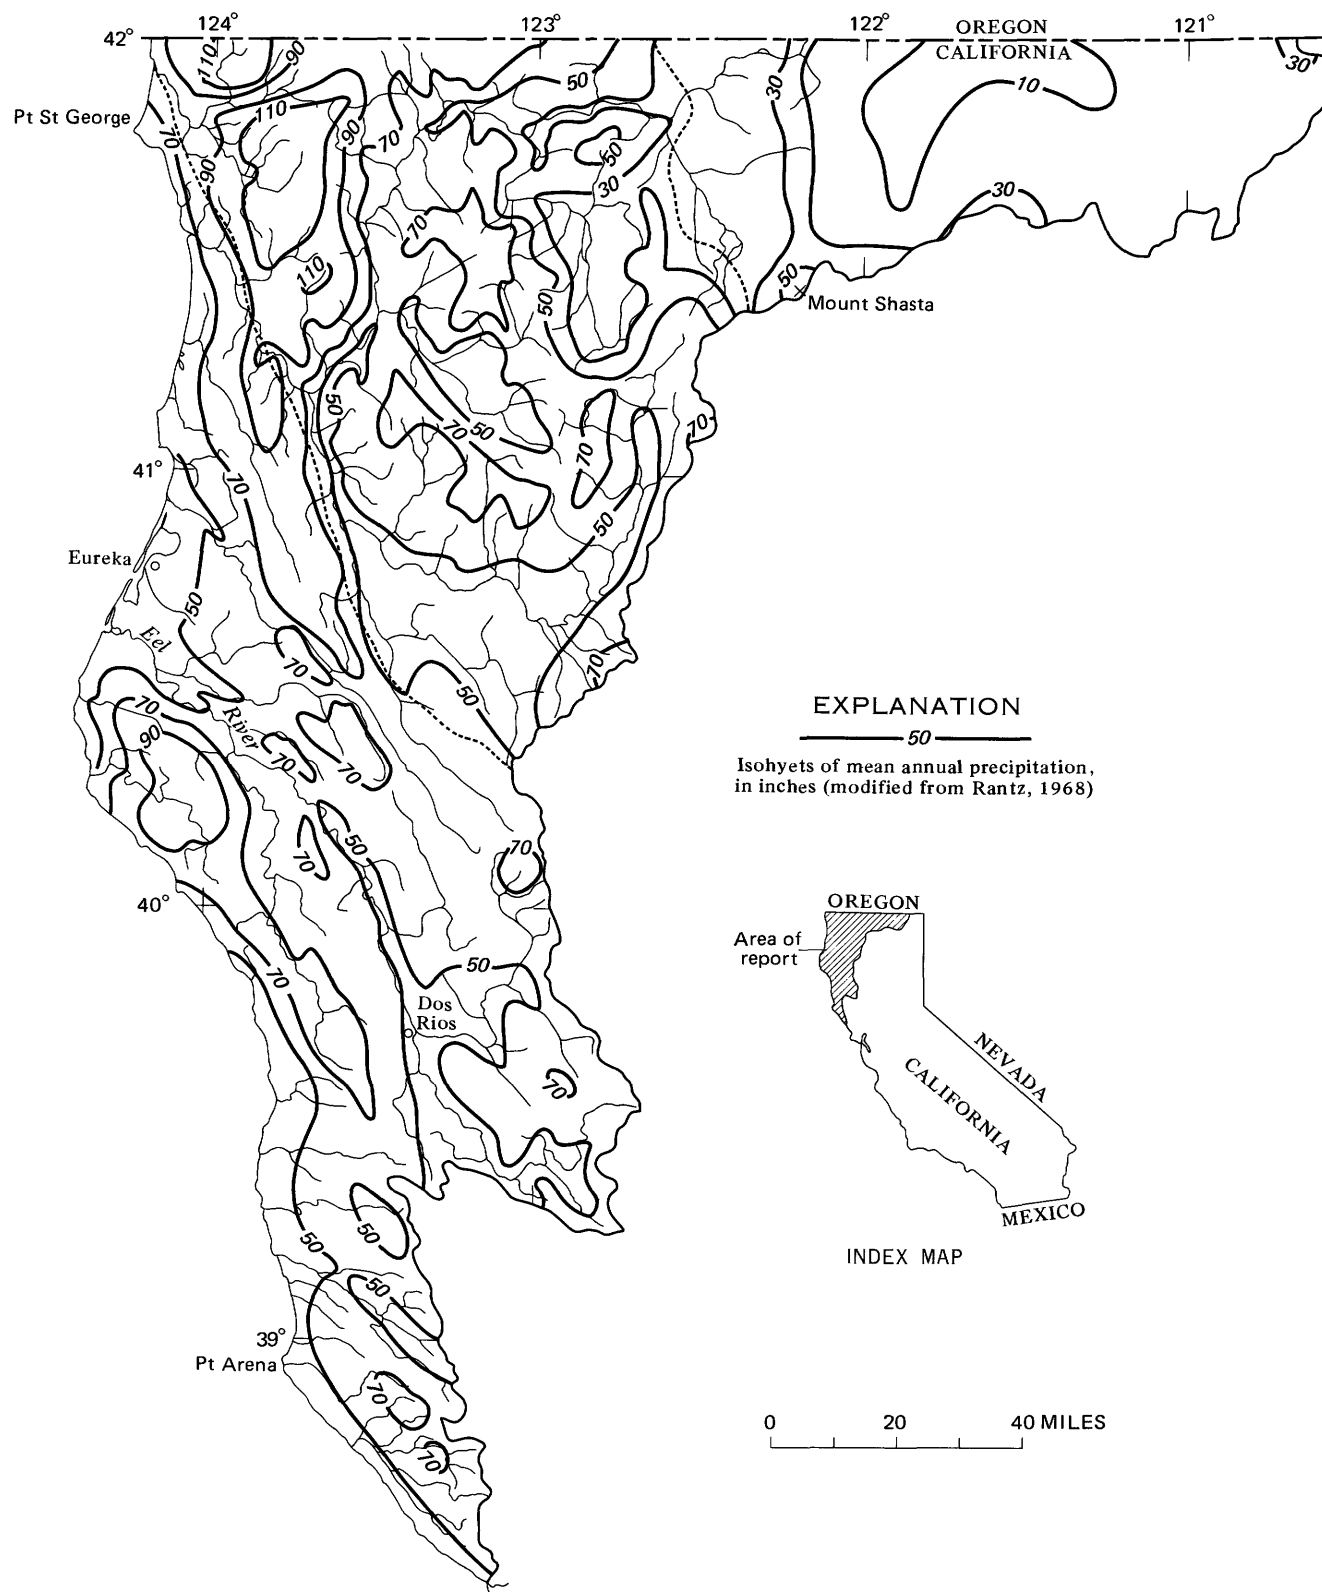 124° 123° 122° OREGON 121°
42° CALIFORNIA
110 90 50 30 10 30
Pt St George
70 110 90 70 50
90 30 30
70
110 50 50
Mount Shasta
50 70 50 70
41° 70 70
50
Eureka
50
Eel
70 70
50
70 River
90 70 70
EXPLANATION
50
Isohyets of mean annual precipitation,
in inches (modified from Rantz, 1968)
50
70 70
40°
OREGON
Area of
report
70 50
Dos
Rios
NEVADA
CALIFORNIA
70
MEXICO
50 50
INDEX MAP
50
39°
Pt Arena
70
70
0 20 40 MILES